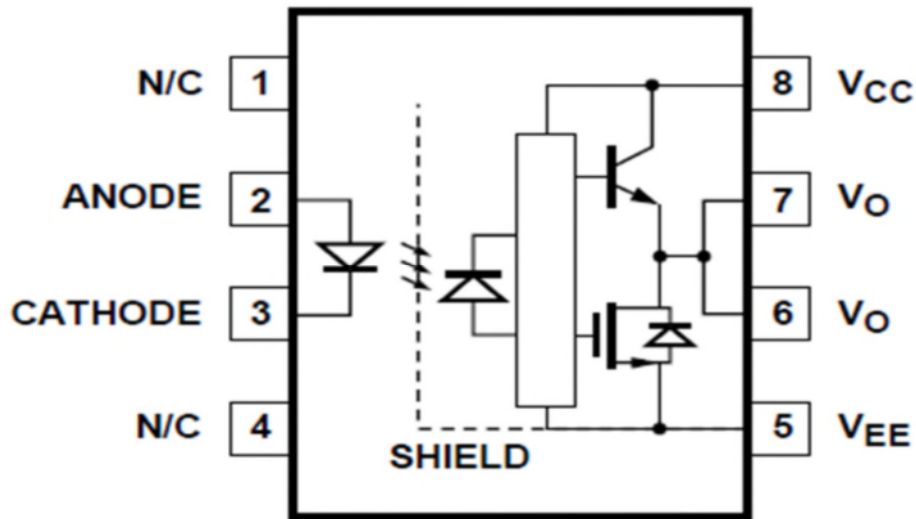 N/C 1
8 VCC
ANODE 2
7 VO
CATHODE 3
6 VO
N/C 4
5 VEE
SHIELD